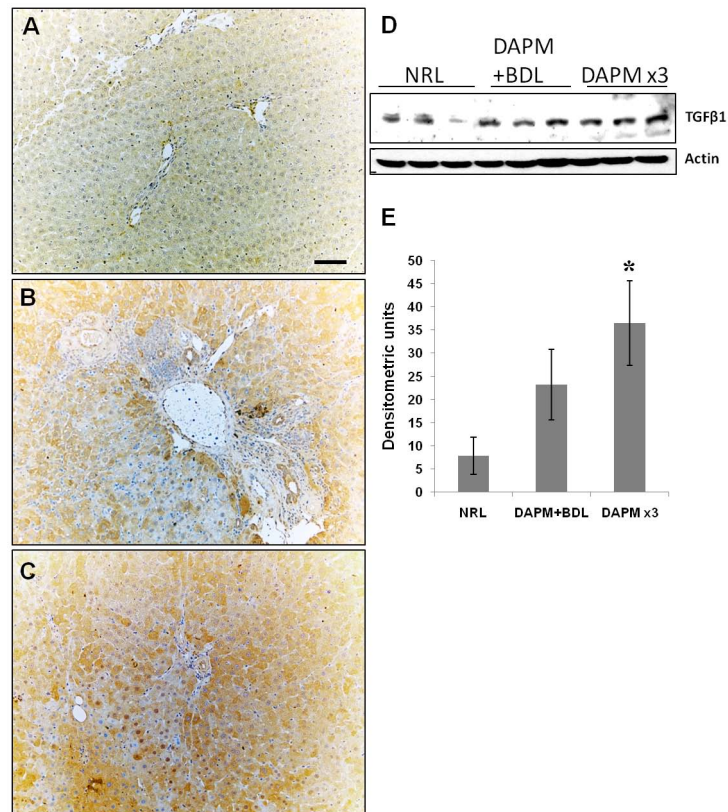 A
B
C
D
NRL
DAPM
+BDL
DAPM x3
TGFβ1
Actin
E
Densitometric units
50
45
40
35
30
25
20
15
10
5
0
*
NRL
DAPM+BDL
DAPM x3